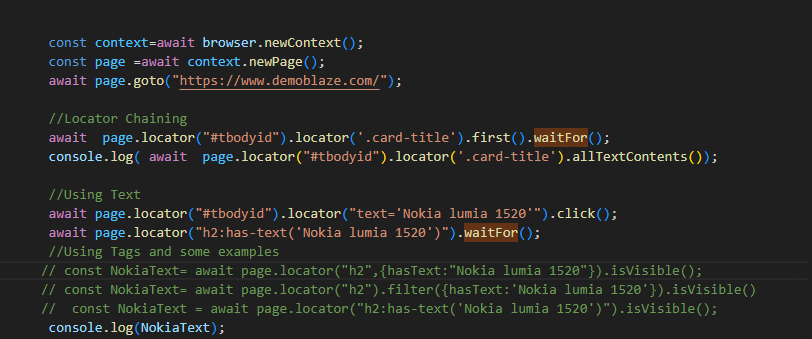 const context=await browser.newContext();
const page =await context.newPage();
await page.goto("https://www.demoblaze.com/");
//Locator Chaining
await  page.locator("#tbodyid").locator('.card-title').first().waitFor();
console.log( await  page.locator("#tbodyid").locator('.card-title').allTextContents());
//Using Text
await page.locator("#tbodyid").locator("text='Nokia lumia 1520'").click();
await page.locator("h2:has-text('Nokia lumia 1520')").waitFor();
//Using Tags and some examples
// const NokiaText= await page.locator("h2",{hasText:"Nokia lumia 1520"}).isVisible();
// const NokiaText= await page.locator("h2").filter({hasText:'Nokia lumia 1520'}).isVisible()
//  const NokiaText = await page.locator("h2:has-text('Nokia lumia 1520')").isVisible();
console.log(NokiaText);